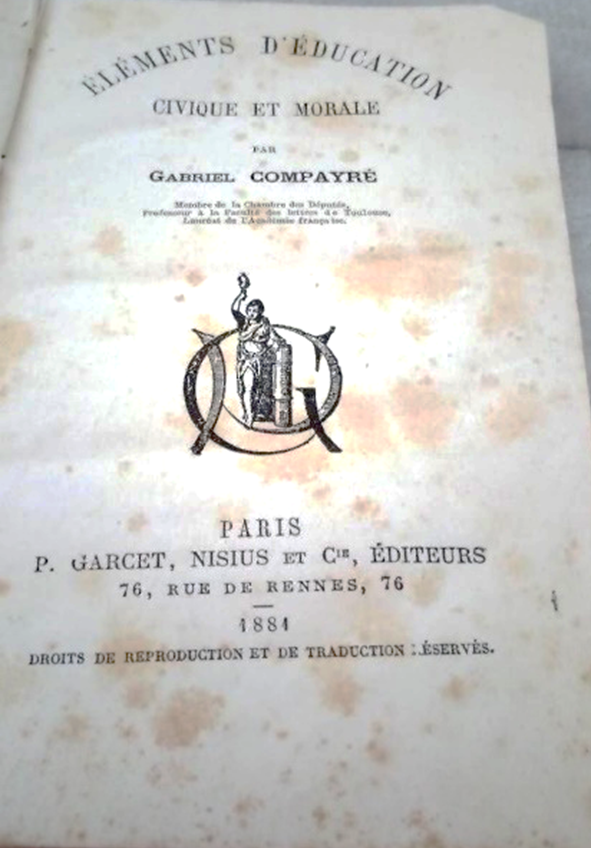 ÉLÉMENTS D'ÉDUCATION
CIVIQUE ET MORALE
PAR
GABRIEL COMPAYRÉ
Membre de la Chambre des Députés,
Professeur à la Faculté des lettres de Toulouse,
Lauréat de l'Académie française.
PARIS
P. GARCET, NISIUS ET Cie, ÉDITEURS
76, RUE DE RENNES, 76
1881
DROITS DE REPRODUCTION ET DE TRADUCTION RÉSERVÉS.